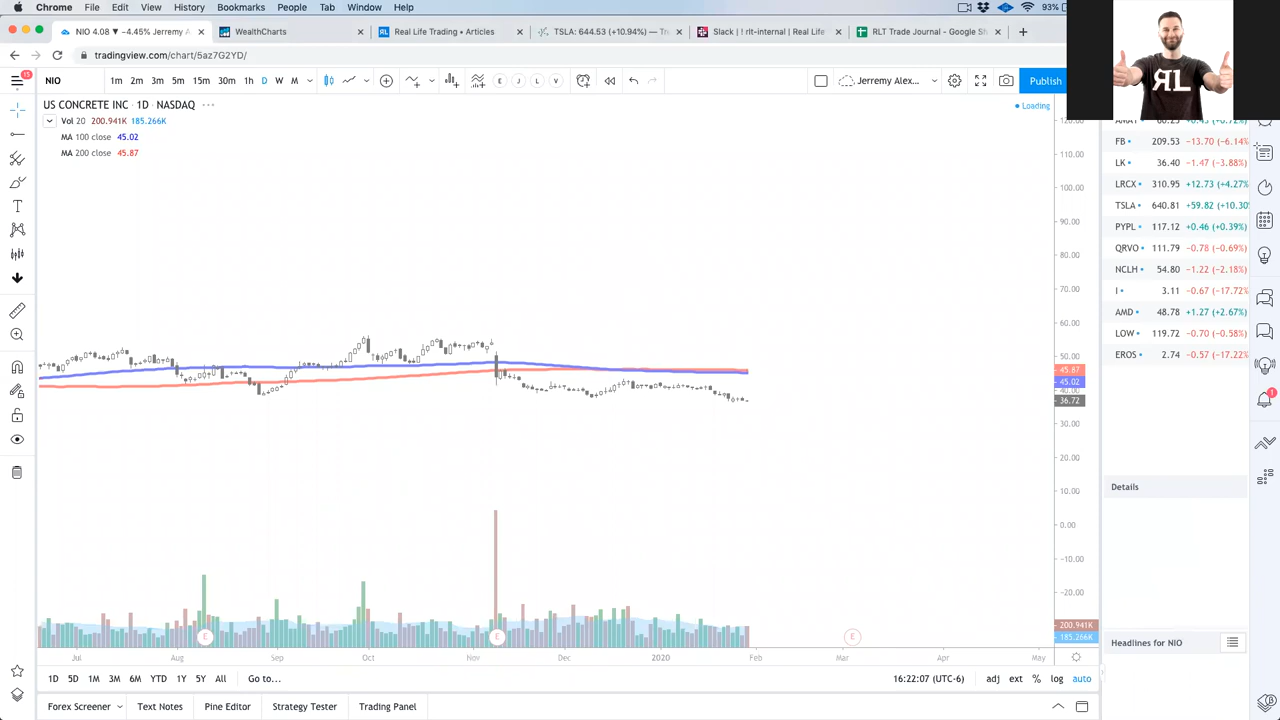 Chrome File Edit View History Bookmarks People Tab Window Help 93%
NIO 4.08 ▼ −4.45% Jerremy A × WealthCharts × Real Life Trading • Articles × TSLA: 644.53 (+10.94%) — × Slack | ! rlt-internal | Real Life × RLT Trade Journal - Google Sh × +
tradingview.com/chart/5az7G2YD/
15 NIO 1m 2m 3m 5m 15m 30m 1h D W M E J L V Jerremy Alex... Publish
US CONCRETE INC · 1D · NASDAQ
Loading
Vol 20 200.941K 185.266K
MA 100 close 45.02
MA 200 close 45.87
RL
120.00
110.00
100.00
90.00
80.00
70.00
60.00
50.00
45.87
45.02
40.00
36.72
30.00
20.00
10.00
0.00
−10.00
−20.00
200.941K
185.266K
AMAT 60.23 +0.43 (+0.72%)
FB 209.53 −13.70 (−6.14%
LK 36.40 −1.47 (−3.88%)
LRCX 310.95 +12.73 (+4.27%
TSLA 640.81 +59.82 (+10.30%
PYPL 117.12 +0.46 (+0.39%)
QRVO 111.79 −0.78 (−0.69%)
NCLH 54.80 −1.22 (−2.18%)
I 3.11 −0.67 (−17.72%
AMD 48.78 +1.27 (+2.67%)
LOW 119.72 −0.70 (−0.58%)
EROS 2.74 −0.57 (−17.22%
1
Details
Headlines for NIO
E E E
Jul Aug Sep Oct Nov Dec 2020 Feb Mar Apr May
1D 5D 1M 3M 6M YTD 1Y 5Y All Go to... 16:22:07 (UTC-6) adj ext % log auto
Forex Screener Text Notes Pine Editor Strategy Tester Trading Panel